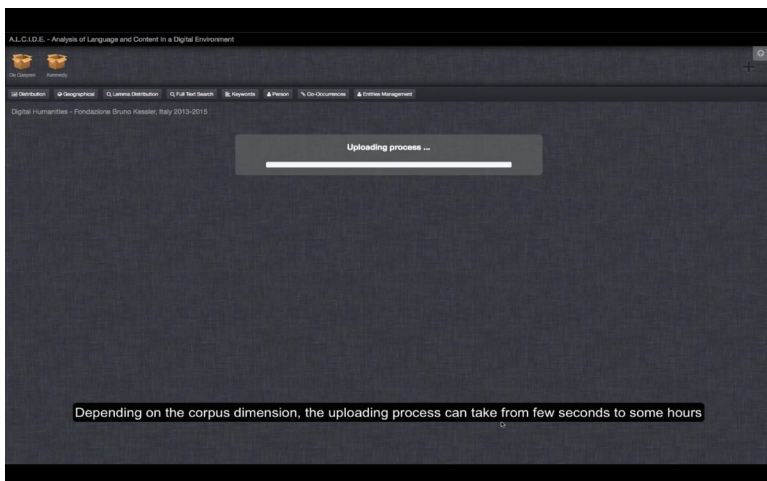 A.L.C.I.D.E. - Analysis of Language and Content In a Digital Environment
De Gasperi Kennedy
Distribution Geographical Lemma Distribution Full Text Search Keywords Person Co-Occurrences Entities Management
Digital Humanities - Fondazione Bruno Kessler, Italy 2013-2015
Uploading process ...
Depending on the corpus dimension, the uploading process can take from few seconds to some hours